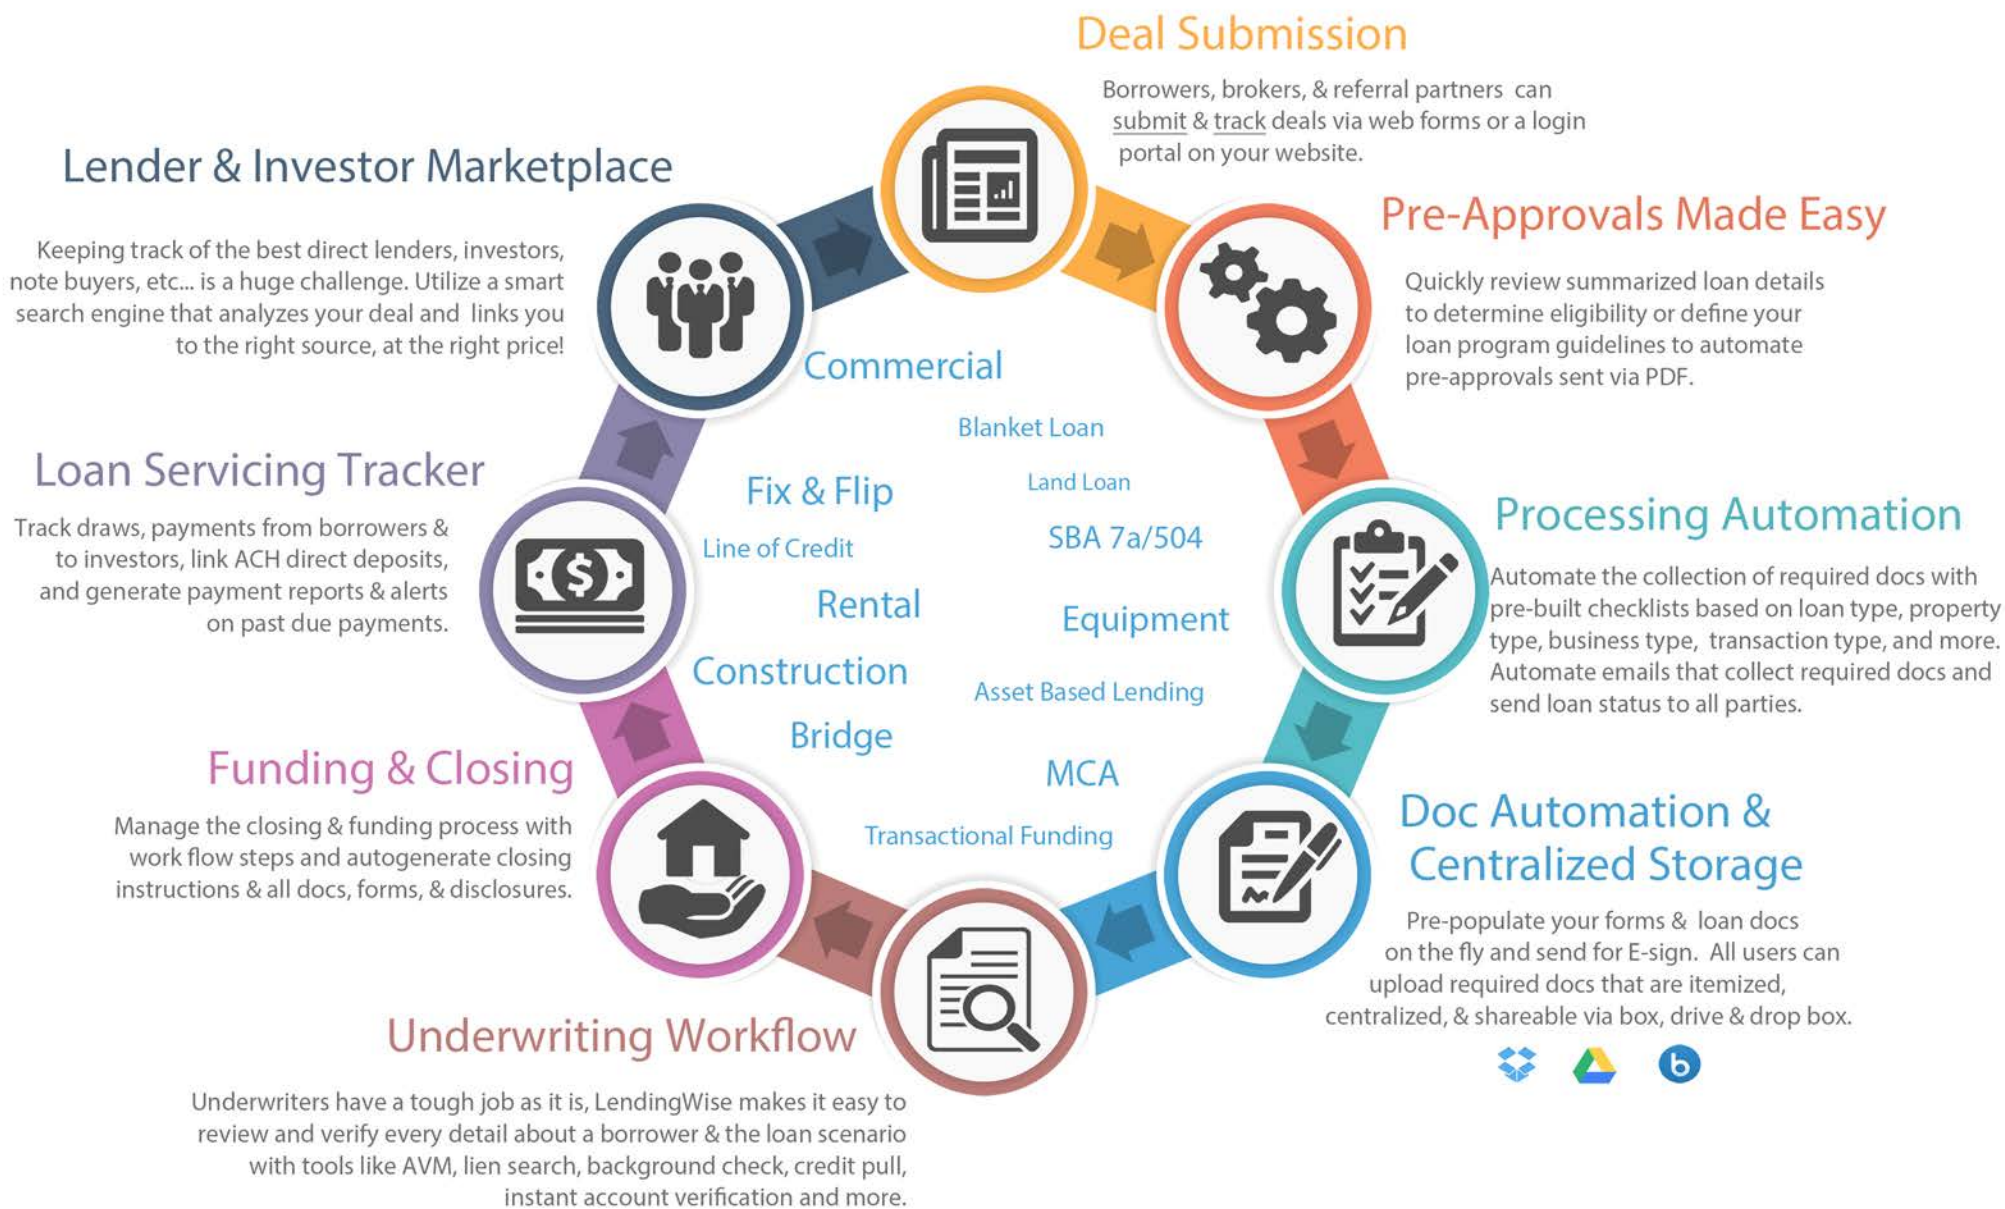 Deal Submission
Borrowers, brokers, & referral partners can
submit & track deals via web forms or a login
portal on your website.
Pre-Approvals Made Easy
Quickly review summarized loan details
to determine eligibility or define your
loan program guidelines to automate
pre-approvals sent via PDF.
Processing Automation
Automate the collection of required docs with
pre-built checklists based on loan type, property
type, business type, transaction type, and more.
Automate emails that collect required docs and
send loan status to all parties.
Doc Automation &
Centralized Storage
Pre-populate your forms & loan docs
on the fly and send for E-sign. All users can
upload required docs that are itemized,
centralized, & shareable via box, drive & drop box.
b
Underwriting Workflow
Underwriters have a tough job as it is, LendingWise makes it easy to
review and verify every detail about a borrower & the loan scenario
with tools like AVM, lien search, background check, credit pull,
instant account verification and more.
Funding & Closing
Manage the closing & funding process with
work flow steps and autogenerate closing
instructions & all docs, forms, & disclosures.
Loan Servicing Tracker
Track draws, payments from borrowers &
to investors, link ACH direct deposits,
and generate payment reports & alerts
on past due payments.
$
Lender & Investor Marketplace
Keeping track of the best direct lenders, investors,
note buyers, etc... is a huge challenge. Utilize a smart
search engine that analyzes your deal and links you
to the right source, at the right price!
Commercial
Blanket Loan
Fix & Flip
Land Loan
Line of Credit
SBA 7a/504
Rental
Equipment
Construction
Asset Based Lending
Bridge
MCA
Transactional Funding